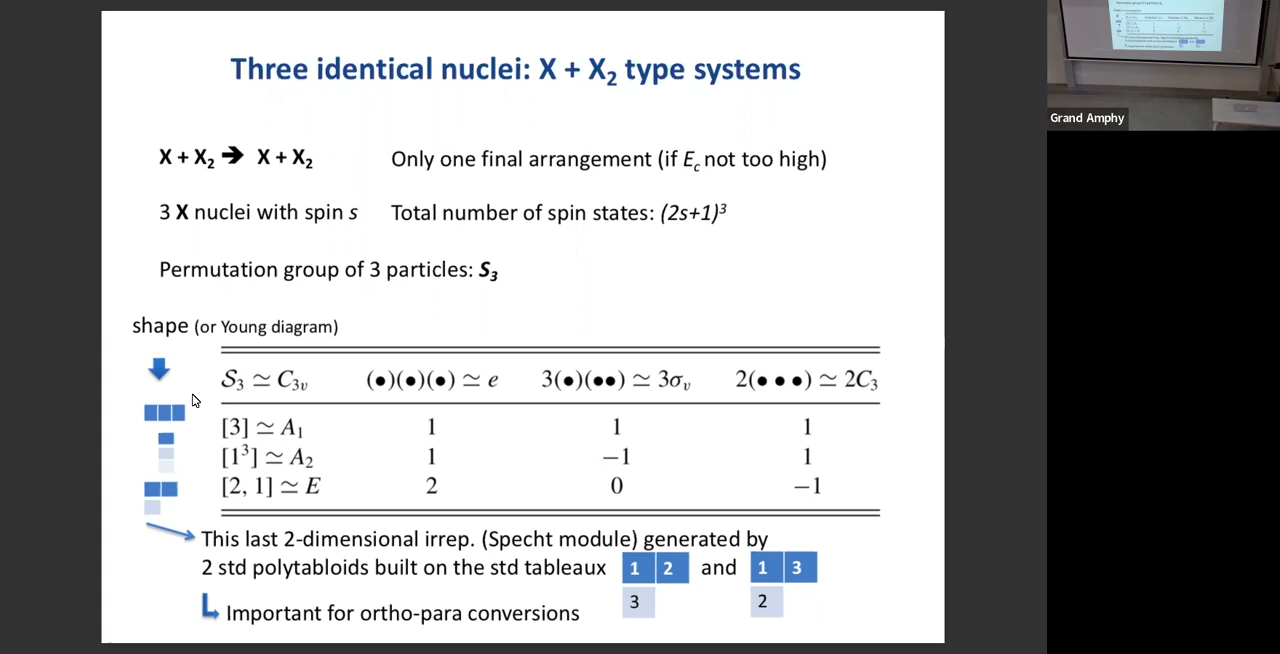 Three identical nuclei: X + X₂ type systems
X + X₂ ➔ X + X₂ Only one final arrangement (if E꜀ not too high)
3 X nuclei with spin s Total number of spin states: (2s+1)³
Permutation group of 3 particles: S₃
shape (or Young diagram)
S₃ ≃ C₃ᵥ (•)(•)(•) ≃ e 3(•)(••) ≃ 3σᵥ 2(• • •) ≃ 2C₃
[3] ≃ A₁ 1 1 1
[1³] ≃ A₂ 1 −1 1
[2, 1] ≃ E 2 0 −1
This last 2-dimensional irrep. (Specht module) generated by
2 std polytabloids built on the std tableaux 1 2 and 1 3
3 2
Important for ortho-para conversions
Grand Amphy